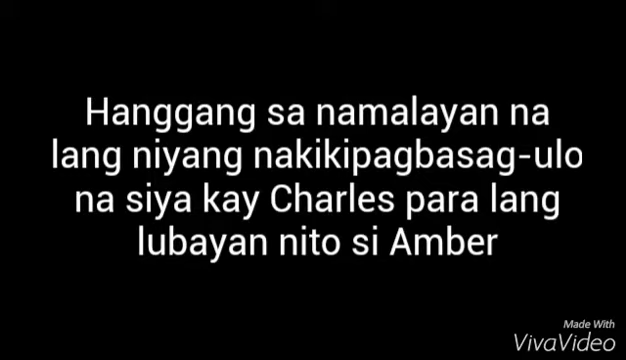 Hanggang sa namalayan na
lang niyang nakikipagbasag-ulo
na siya kay Charles para lang
lubayan nito si Amber
Made With
VivaVideo